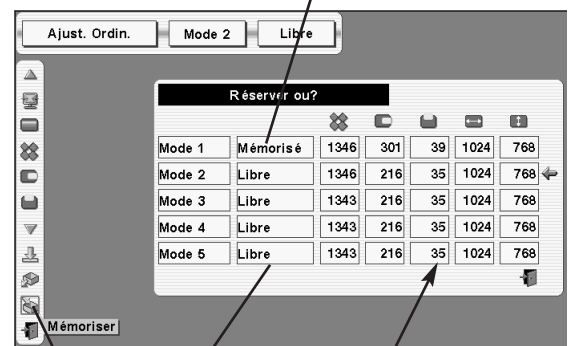 Ajust. Ordin. Mode 2 Libre
Réserver ou?
Mode 1 Mémorisé 1346 301 39 1024 768
Mode 2 Libre 1346 216 35 1024 768
Mode 3 Libre 1343 216 35 1024 768
Mode 4 Libre 1343 216 35 1024 768
Mode 5 Libre 1343 216 35 1024 768
Mémoriser